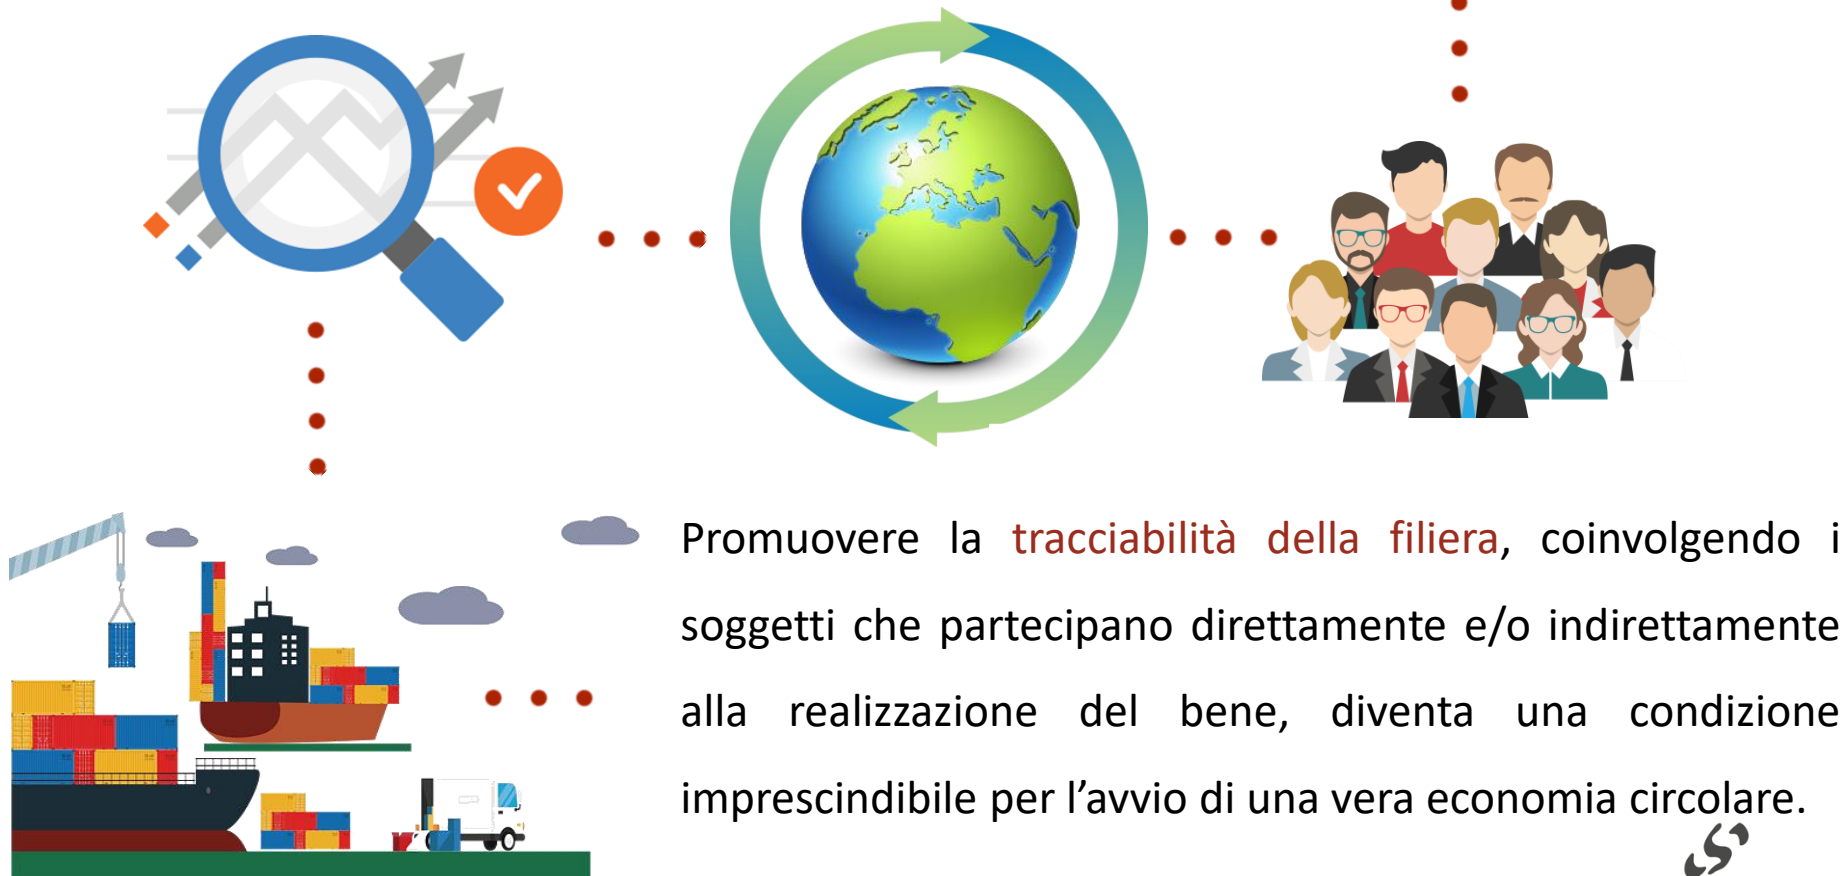 Promuovere la tracciabilità della filiera, coinvolgendo i
soggetti che partecipano direttamente e/o indirettamente
alla realizzazione del bene, diventa una condizione
imprescindibile per l’avvio di una vera economia circolare.